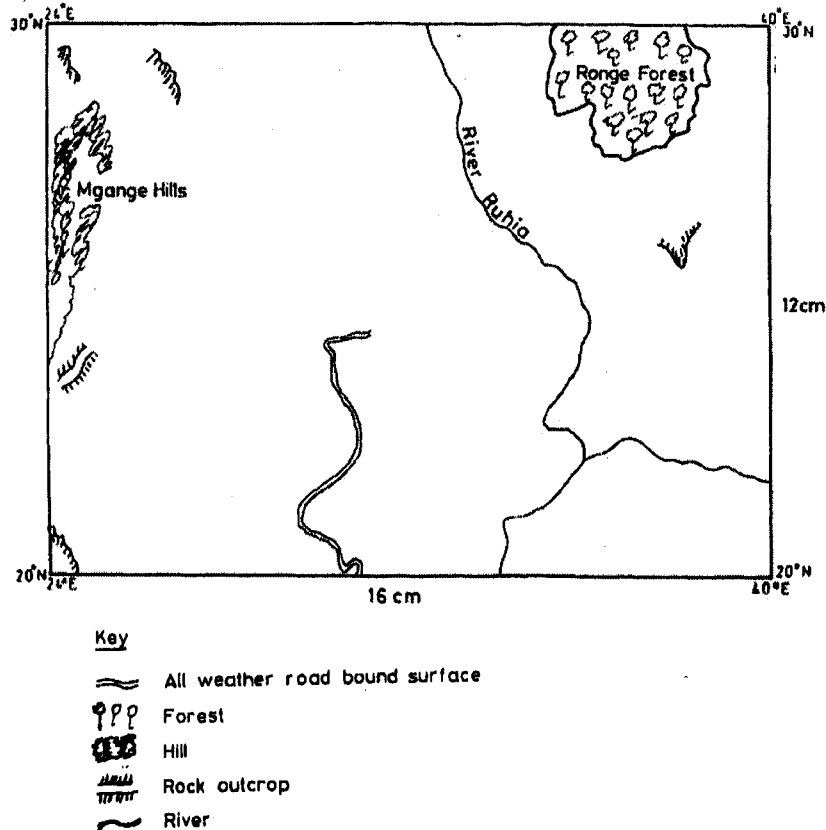 24°E 40°E
30°N 30°N
Ronge Forest
River Ruhia
Mgange Hills
12cm
20°N 20°N
24°E 40°E
16 cm
Key
All weather road bound surface
Forest
Hill
Rock outcrop
River